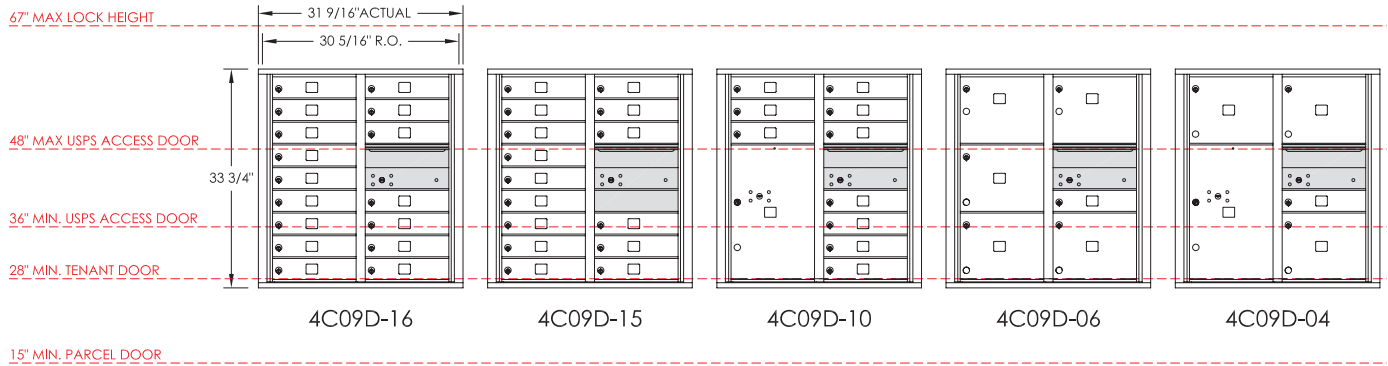 67" MAX LOCK HEIGHT
31 9/16"ACTUAL
30 5/16" R.O.
48" MAX USPS ACCESS DOOR
33 3/4"
36" MIN. USPS ACCESS DOOR
28" MIN. TENANT DOOR
4C09D-16 4C09D-15 4C09D-10 4C09D-06 4C09D-04
15" MIN. PARCEL DOOR